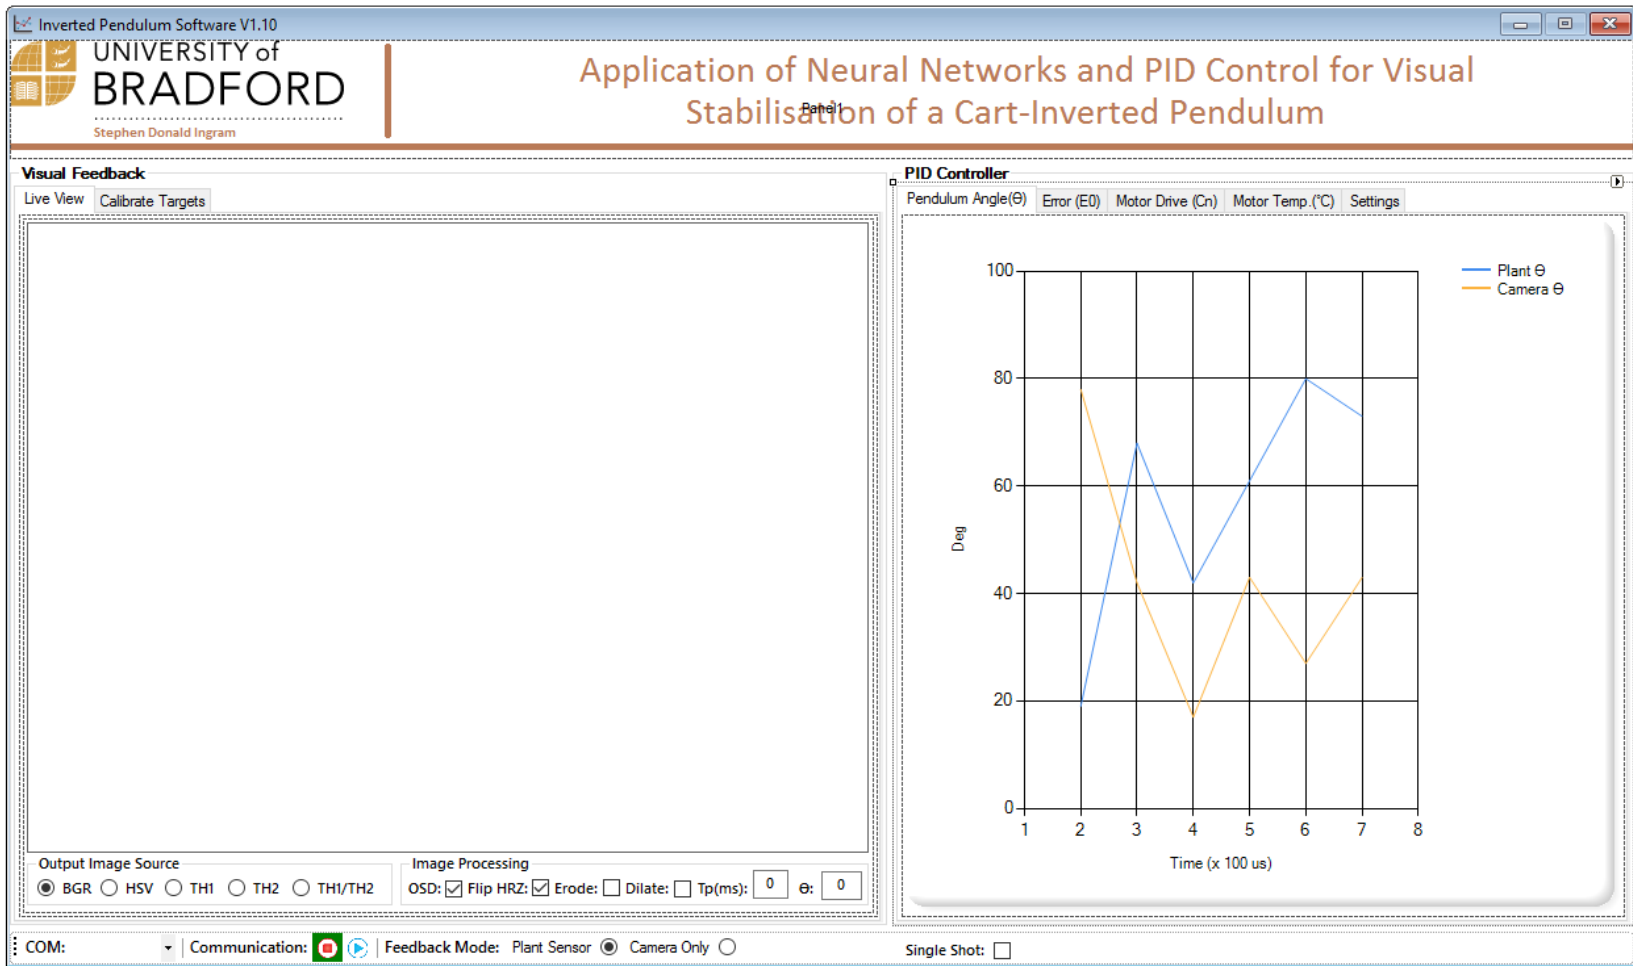 Inverted Pendulum Software V1.10
UNIVERSITY of
BRADFORD
Stephen Donald Ingram
Application of Neural Networks and PID Control for Visual
Stabilisation of a Cart-Inverted Pendulum
Panel1
Visual Feedback
Live View Calibrate Targets
Output Image Source
BGR HSV TH1 TH2 TH1/TH2
Image Processing
OSD: Flip HRZ: Erode: Dilate: Tp(ms): 0 Θ: 0
PID Controller
Pendulum Angle(Θ) Error (E0) Motor Drive (Cn) Motor Temp.(°C) Settings
Plant Θ
Camera Θ
100
80
60
40
20
0
Deg
1 2 3 4 5 6 7 8
Time (x 100 us)
COM: Communication: Feedback Mode: Plant Sensor Camera Only
Single Shot: